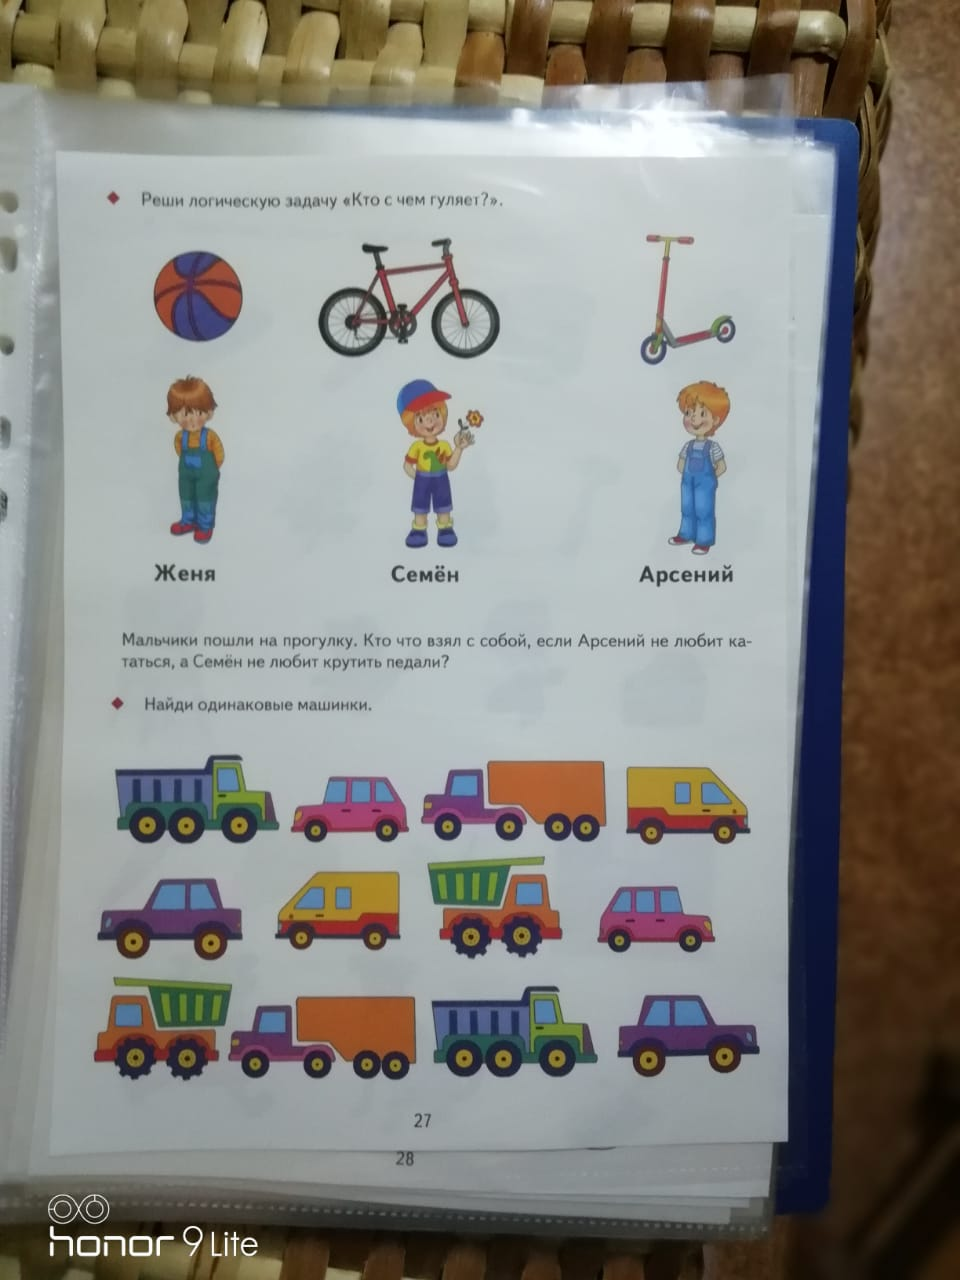 Реши логическую задачу «Кто с чем гуляет?».
Женя
Семён
Арсений
Мальчики пошли на прогулку. Кто что взял с собой, если Арсений не любит ка-
таться, а Семён не любит крутить педали?
Найди одинаковые машинки.
27
28
honor 9 Lite